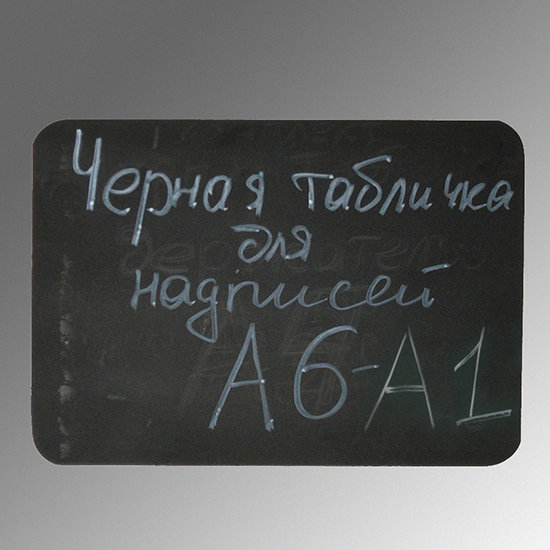 Черная табличка
для
надписей
А6-А1